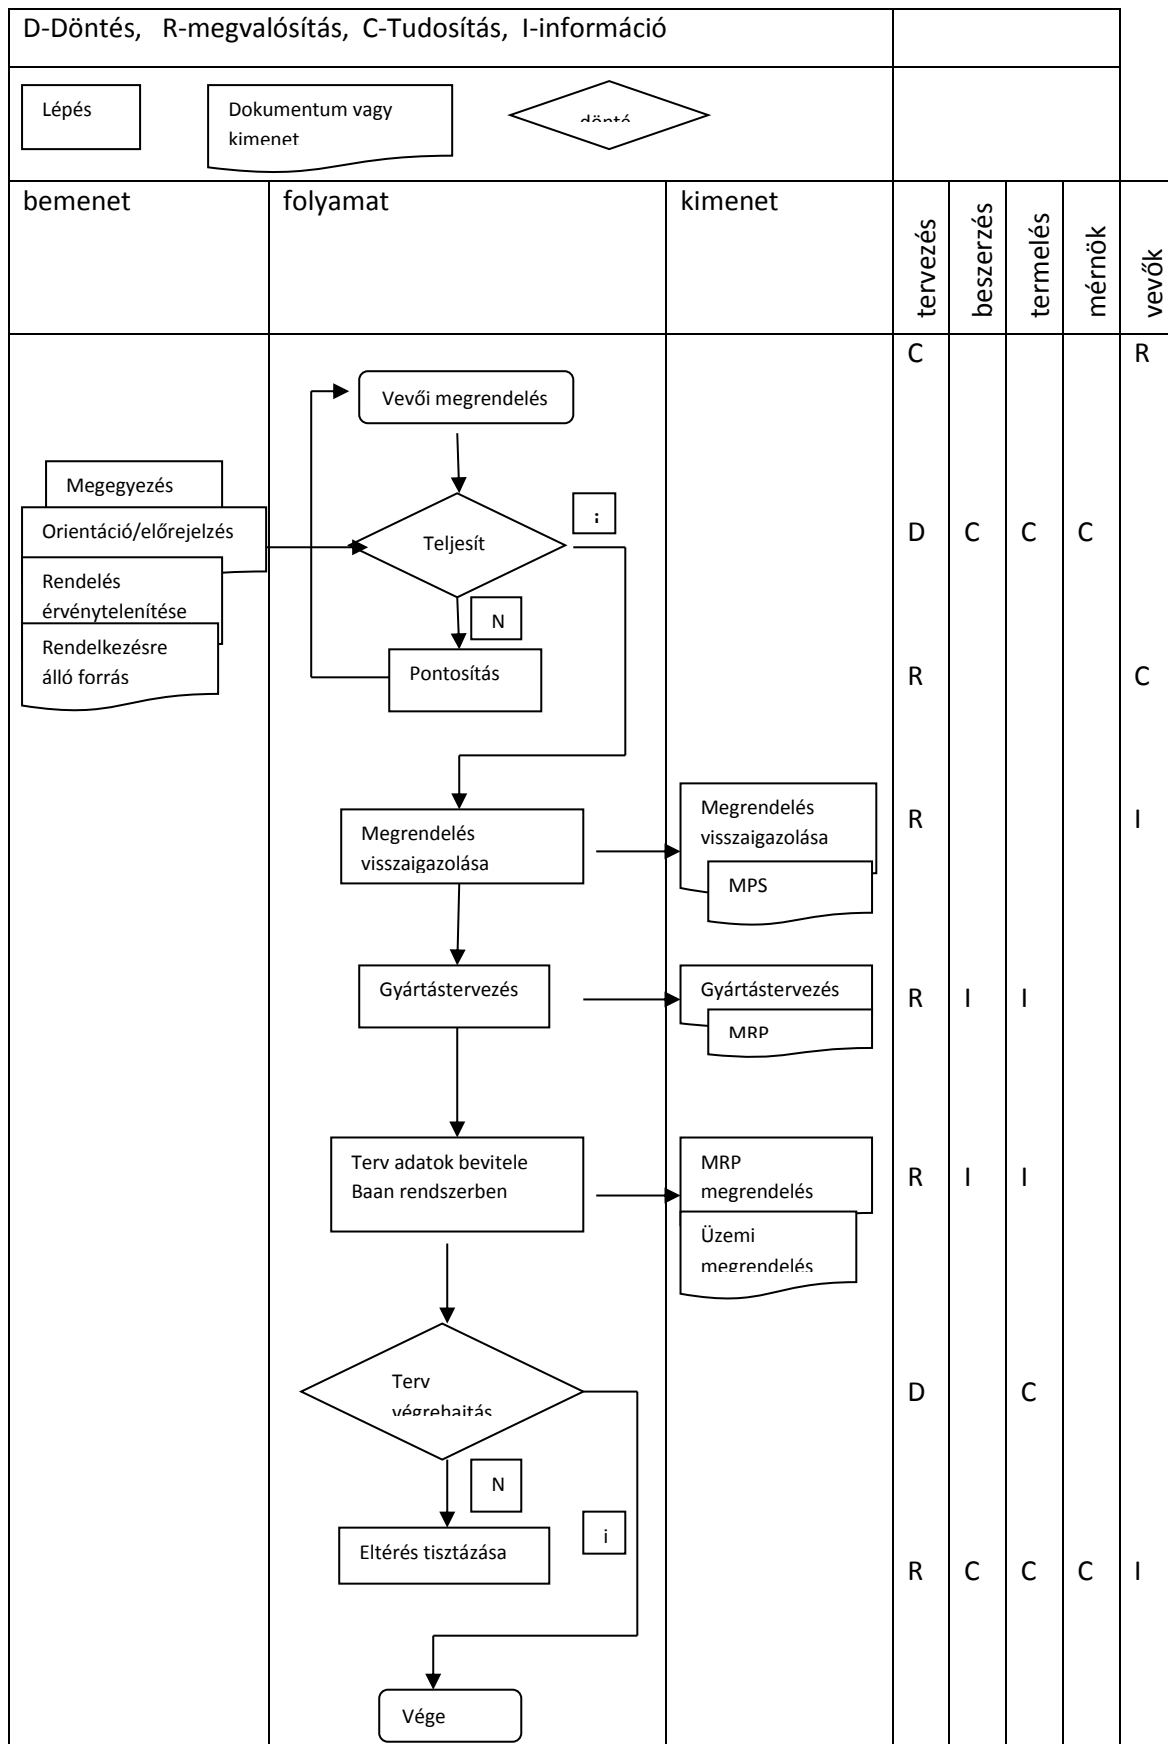 D-Döntés, R-megvalósítás, C-Tudosítás, I-információ
Lépés
Dokumentum vagy
kimenet
bemenet
folyamat
kimenet
tervezés
beszerzés
termelés
mérnök
vevők
C
R
Vevői megrendelés
Megegyezés
Orientáció/előrejelzés
Rendelés
érvénytelenítése
Rendelkezésre
álló forrás
Teljesít
D
C
C
C
N
Pontosítás
R
C
Megrendelés
visszaigazolása
Megrendelés
visszaigazolása
MPS
R
I
Gyártástervezés
Gyártástervezés
MRP
R
I
I
Terv adatok bevitele
Baan rendszerben
MRP
megrendelés
Üzemi
megrendelés
R
I
I
Terv
végrehajtás
D
C
N
i
Eltérés tisztázása
R
C
C
C
I
Vége